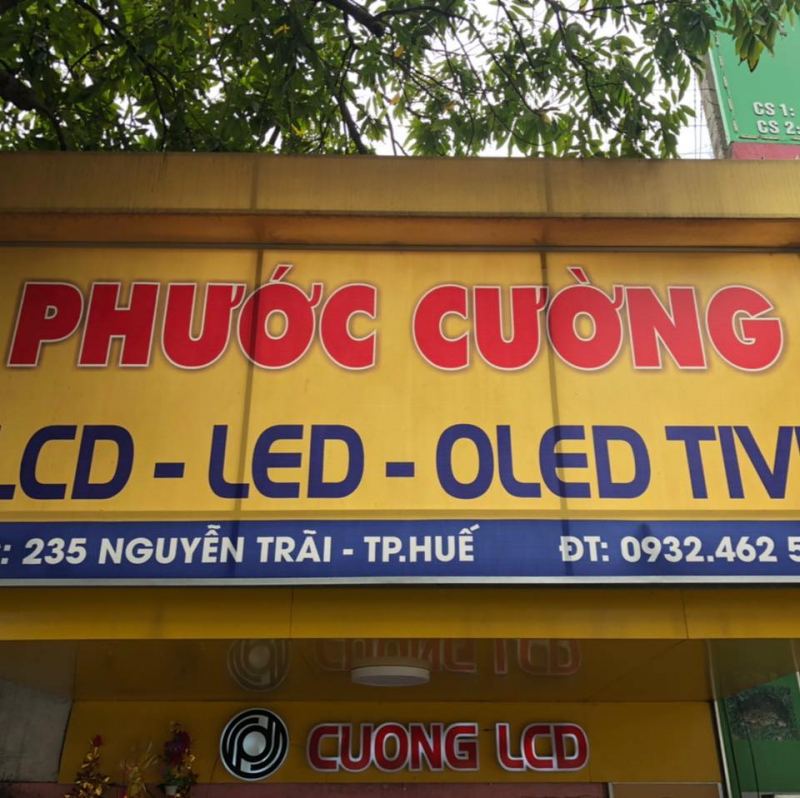 CS 1:
CS 2:
PHƯỚC CƯỜNG
LCD - LED - OLED TIVI
: 235 NGUYỄN TRÃI - TP.HUẾ ĐT: 0932.462 5
CUONG LCD